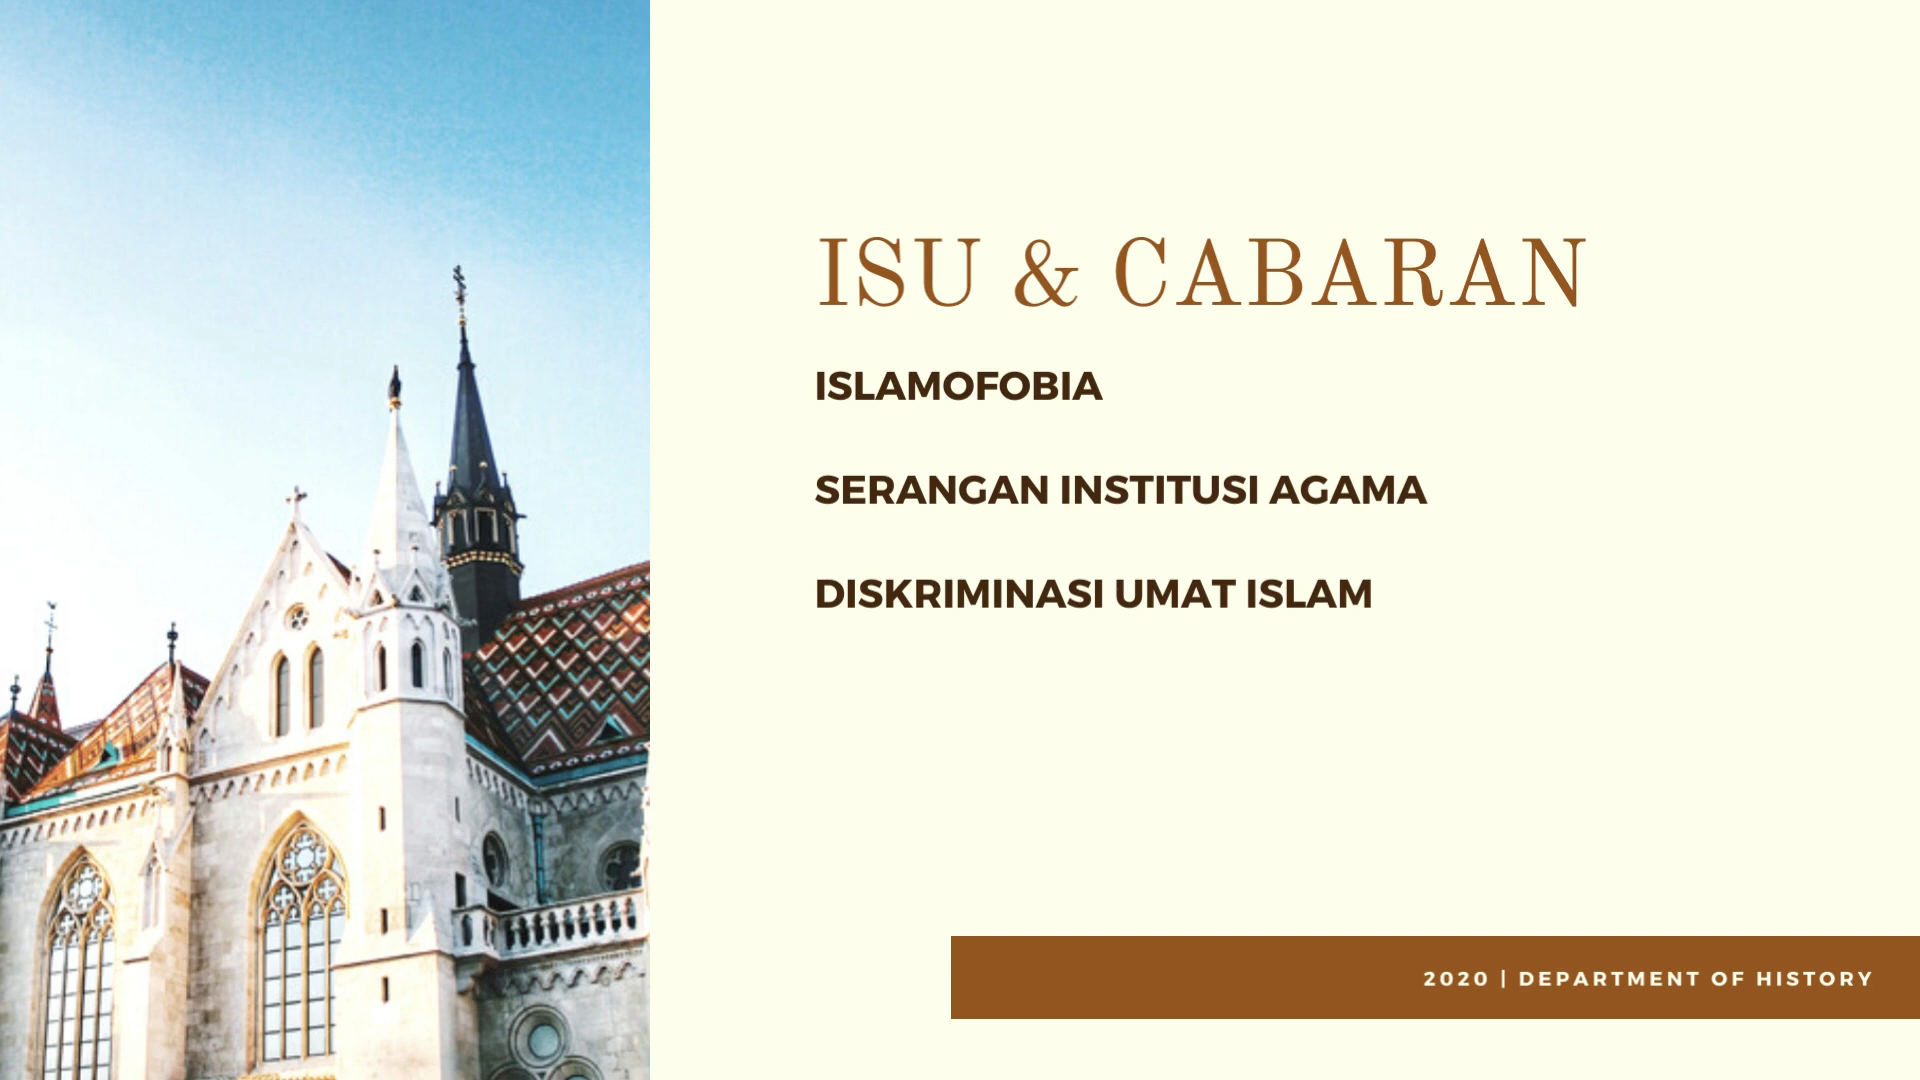 ISU & CABARAN
ISLAMOFOBIA
SERANGAN INSTITUSI AGAMA
DISKRIMINASI UMAT ISLAM
2020 | DEPARTMENT OF HISTORY